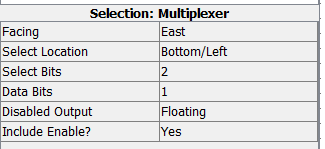 Selection: Multiplexer
Facing East
Select Location Bottom/Left
Select Bits 2
Data Bits 1
Disabled Output Floating
Include Enable? Yes